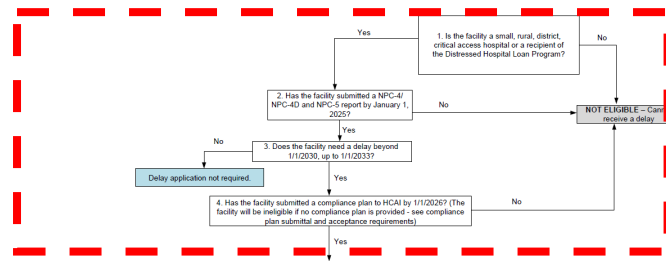 Yes
1. Is the facility a small, rural, district,
critical access hospital or a recipient of
the Distressed Hospital Loan Program?
No
2. Has the facility submitted a NPC-4/
NPC-4D and NPC-5 report by January 1,
2025?
No
NOT ELIGIBLE – Cann
receive a delay
Yes
No
3. Does the facility need a delay beyond
1/1/2030, up to 1/1/2033?
Delay application not required.
Yes
4. Has the facility submitted a compliance plan to HCAI by 1/1/2026? (The
facility will be ineligible if no compliance plan is provided - see compliance
plan submittal and acceptance requirements)
No
Yes